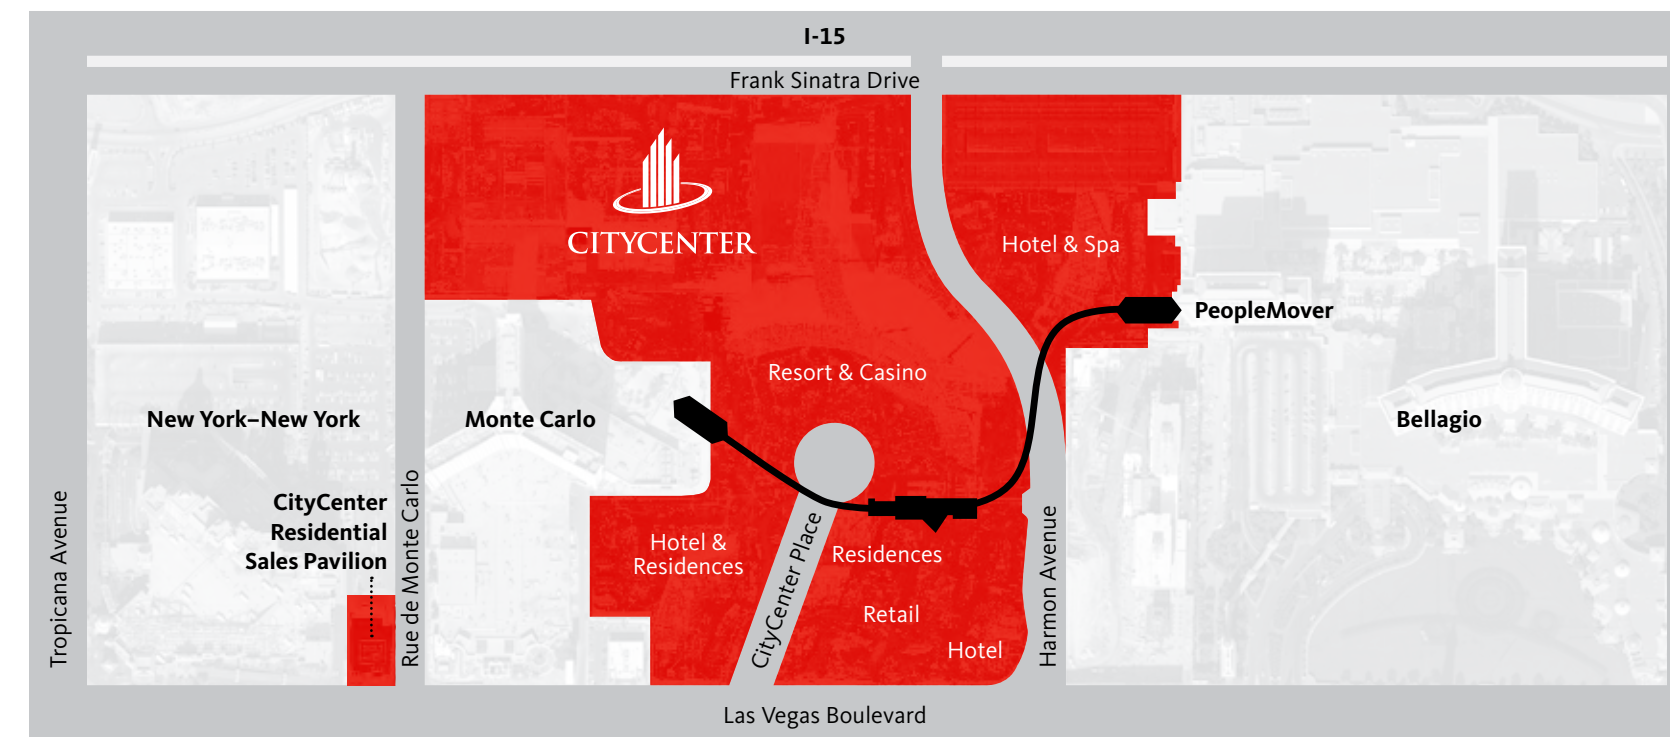 I-15
Frank Sinatra Drive
CITYCENTER
Hotel & Spa
PeopleMover
Resort & Casino
New York–New York
Monte Carlo
Bellagio
CityCenter
Residential
Sales Pavilion
Tropicana Avenue
Rue de Monte Carlo
Hotel &
Residences
CityCenter Place
Residences
Retail
Hotel
Harmon Avenue
Las Vegas Boulevard